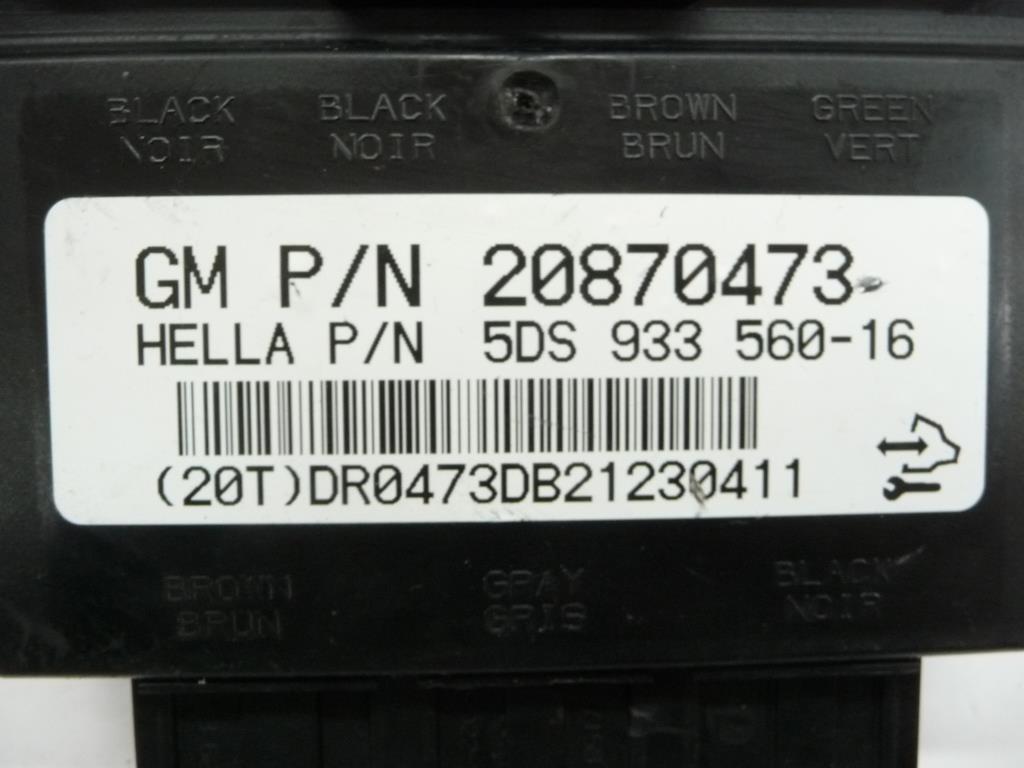 BLACK BLACK BROWN GREEN
NOIR NOIR BRUN VERT
GM P/N 20870473
HELLA P/N 5DS 933 560-16
(20T)DR0473DB21230411
BROWN GRAY BLACK
BRUN GRIS NOIR